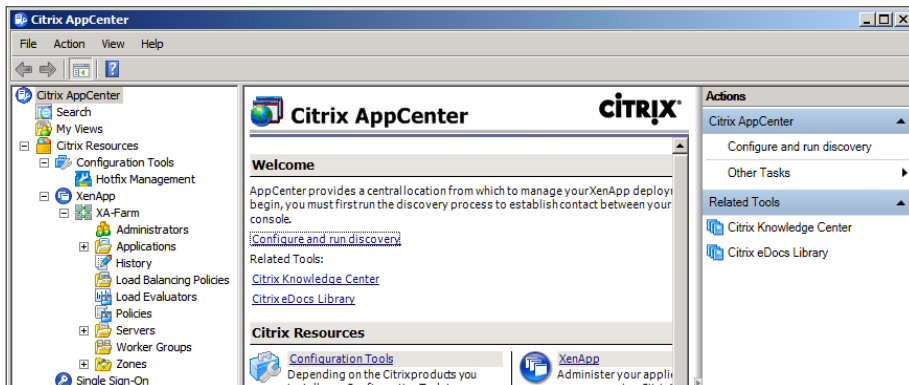 Citrix AppCenter
File Action View Help
Citrix AppCenter
Search
My Views
Citrix Resources
Configuration Tools
Hotfix Management
XenApp
XA-Farm
Administrators
Applications
History
Load Balancing Policies
Load Evaluators
Policies
Servers
Worker Groups
Zones
Single Sign-On
Citrix AppCenter
CITRIX
Welcome
AppCenter provides a central location from which to manage your XenApp deploy
begin, you must first run the discovery process to establish contact between your
console.
Configure and run discovery
Related Tools:
Citrix Knowledge Center
Citrix eDocs Library
Citrix Resources
Configuration Tools
Depending on the Citrix products you
XenApp
Administer your applic
Actions
Citrix AppCenter
Configure and run discovery
Other Tasks
Related Tools
Citrix Knowledge Center
Citrix eDocs Library